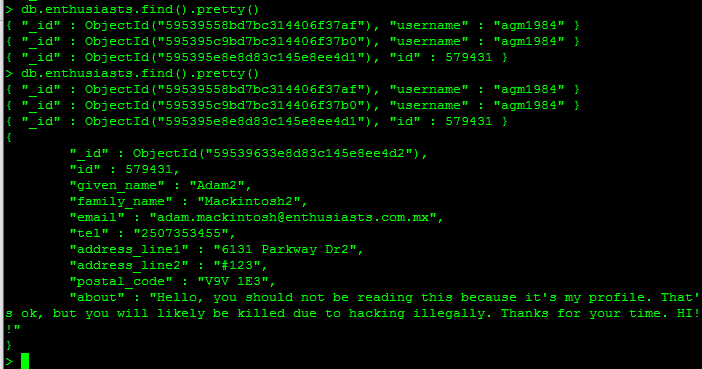 > db.enthusiasts.find().pretty()
{ "_id" : ObjectId("59539558bd7bc314406f37af"), "username" : "agm1984" }
{ "_id" : ObjectId("595395c9bd7bc314406f37b0"), "username" : "agm1984" }
{ "_id" : ObjectId("595395e8e8d83c145e8ee4d1"), "id" : 579431 }
> db.enthusiasts.find().pretty()
{ "_id" : ObjectId("59539558bd7bc314406f37af"), "username" : "agm1984" }
{ "_id" : ObjectId("595395c9bd7bc314406f37b0"), "username" : "agm1984" }
{ "_id" : ObjectId("595395e8e8d83c145e8ee4d1"), "id" : 579431 }
{
"_id" : ObjectId("59539633e8d83c145e8ee4d2"),
"id" : 579431,
"given_name" : "Adam2",
"family_name" : "Mackintosh2",
"email" : "adam.mackintosh@enthusiasts.com.mx",
"tel" : "2507353455",
"address_line1" : "6131 Parkway Dr2",
"address_line2" : "#123",
"postal_code" : "V9V 1E3",
"about" : "Hello, you should not be reading this because it's my profile. That'
s ok, but you will likely be killed due to hacking illegally. Thanks for your time. HI!
!"
}
>